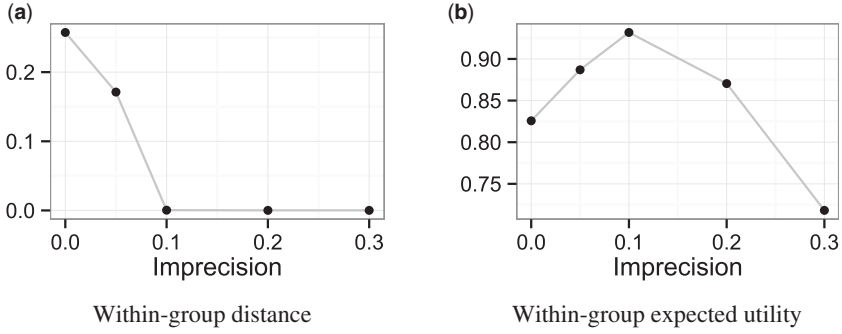 (a)
0.2
0.1
0.0
0.0 0.1 0.2 0.3
Imprecision
Within-group distance
(b)
0.90
0.85
0.80
0.75
0.0 0.1 0.2 0.3
Imprecision
Within-group expected utility